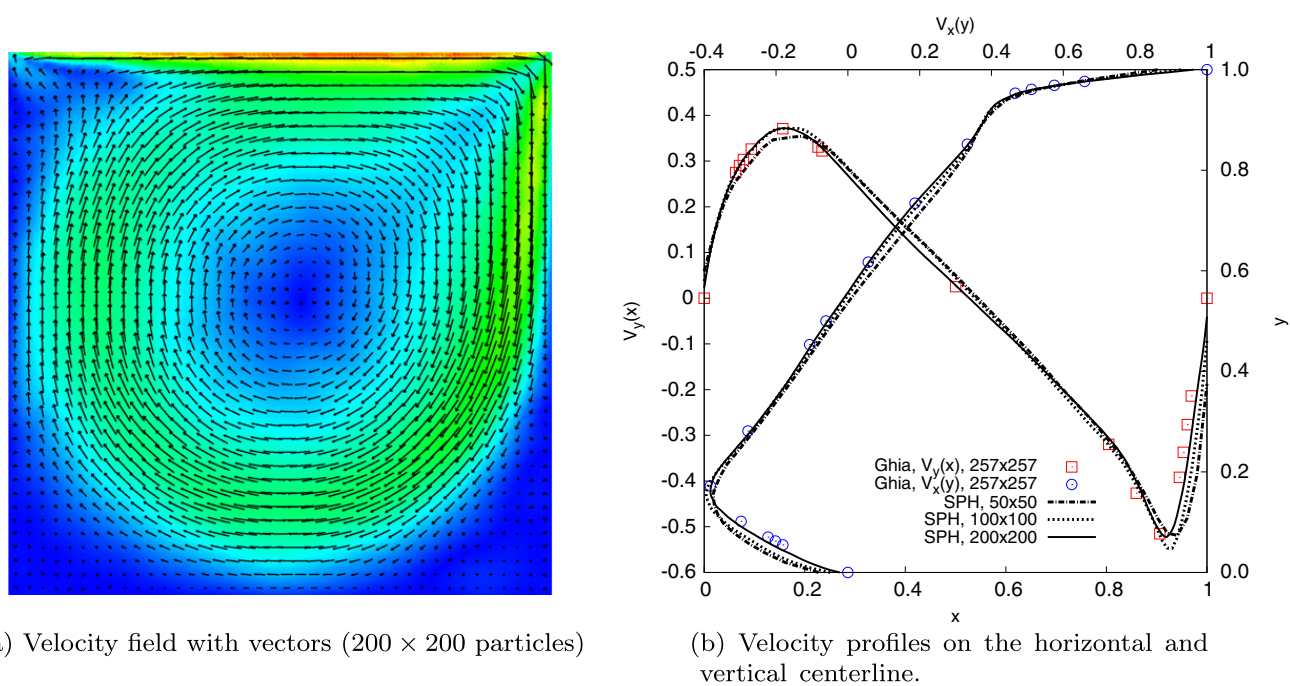 Vx(y)
-0.4 -0.2 0 0.2 0.4 0.6 0.8 1
0.5 1.0
0.4
0.3 0.8
0.2
0.1 0.6
0
Vy(x) y
-0.1
-0.2 0.4
-0.3
Ghia, Vy(x), 257x257
-0.4 Ghia, Vx(y), 257x257 0.2
SPH, 50x50
-0.5 SPH, 100x100
SPH, 200x200
-0.6 0.0
0 0.2 0.4 0.6 0.8 1
x
) Velocity field with vectors (200 × 200 particles)
(b) Velocity profiles on the horizontal and
vertical centerline.